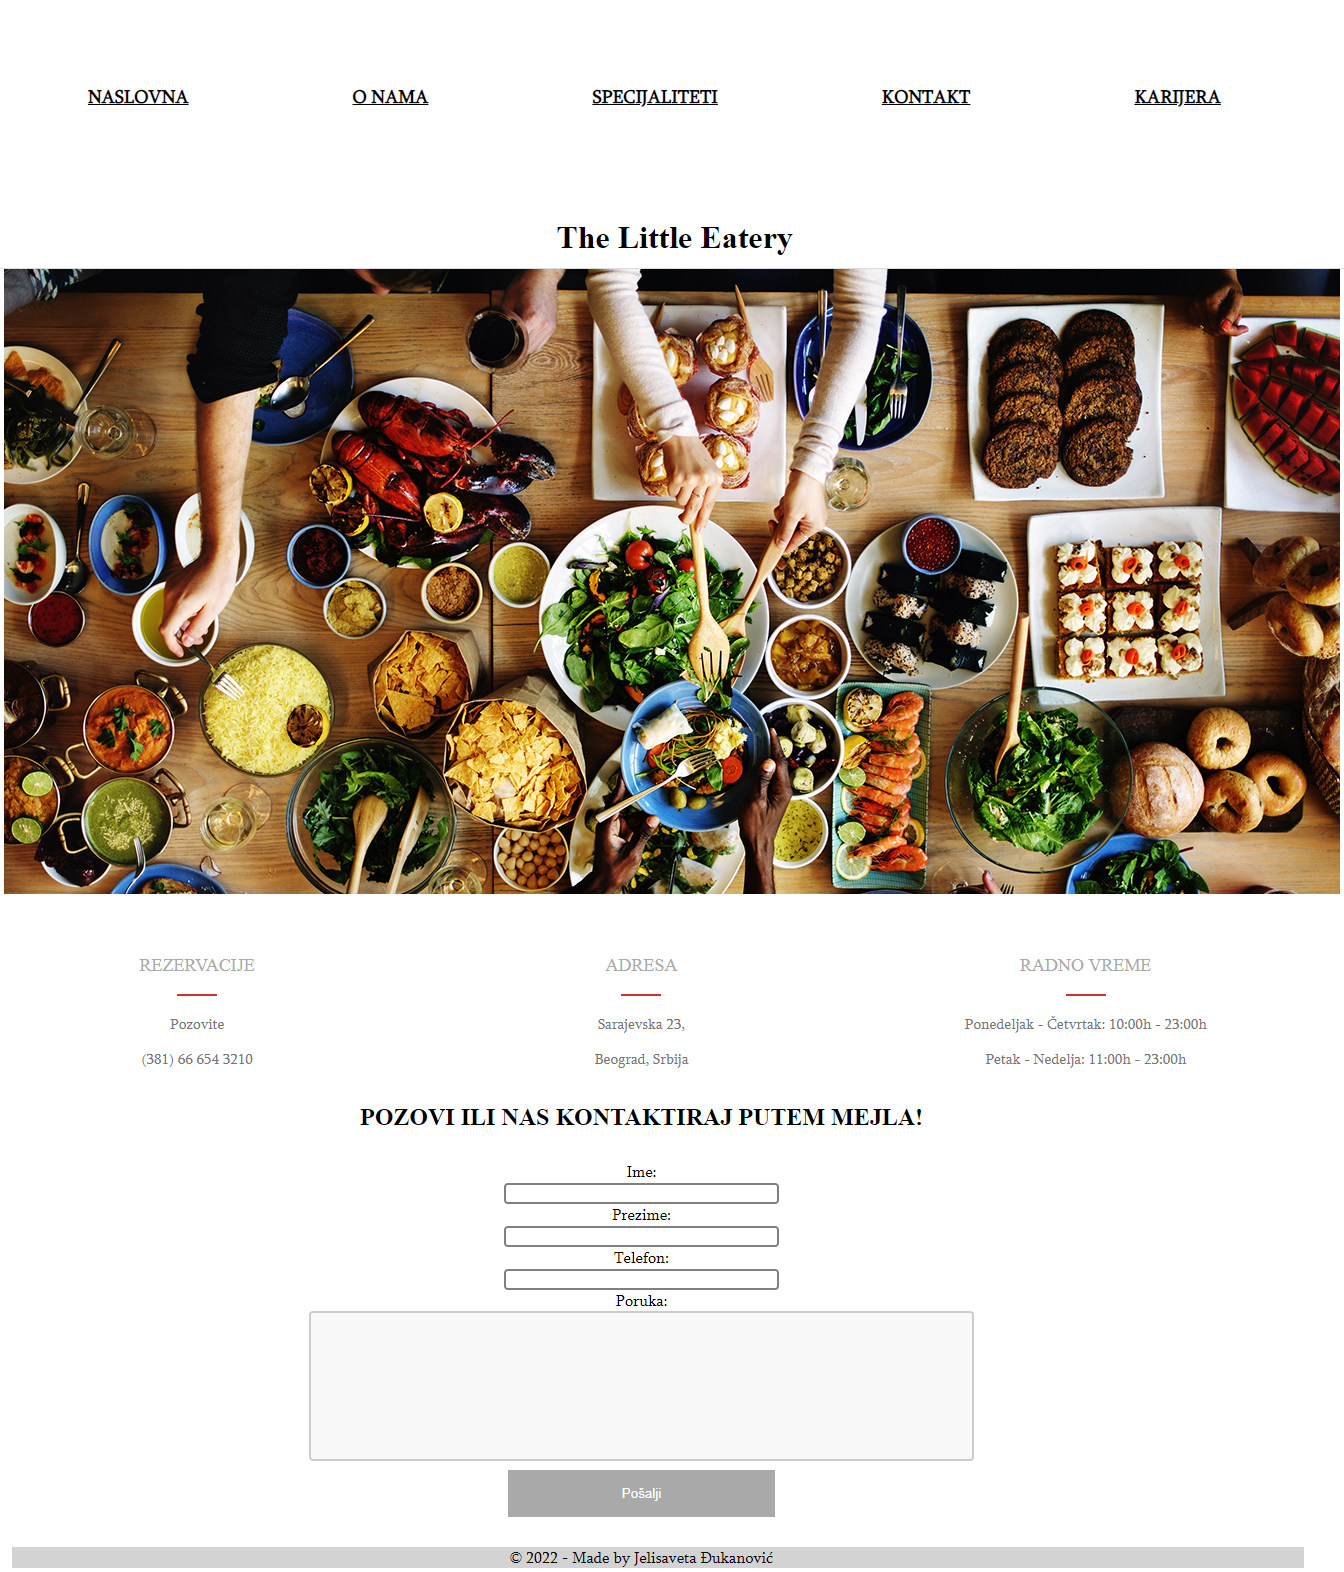 NASLOVNA O NAMA SPECIJALITETI KONTAKT KARIJERA
The Little Eatery
REZERVACIJE ADRESA RADNO VREME
Pozovite Sarajevska 23, Ponedeljak - Četvrtak: 10:00h - 23:00h
(381) 66 654 3210 Beograd, Srbija Petak - Nedelja: 11:00h - 23:00h
POZOVI ILI NAS KONTAKTIRAJ PUTEM MEJLA!
Ime:
Prezime:
Telefon:
Poruka:
Pošalji
© 2022 - Made by Jelisaveta Đukanović